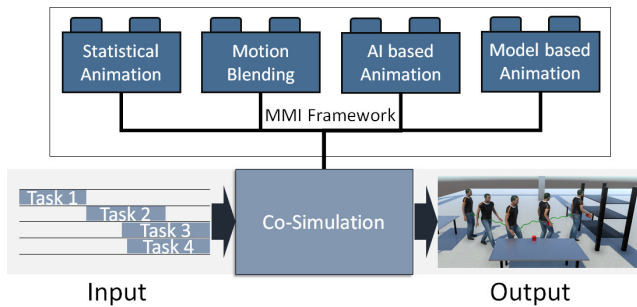 Statistical
Animation
Motion
Blending
AI based
Animation
Model based
Animation
MMI Framework
Task 1
Task 2
Task 3
Task 4
Co-Simulation
Input
Output